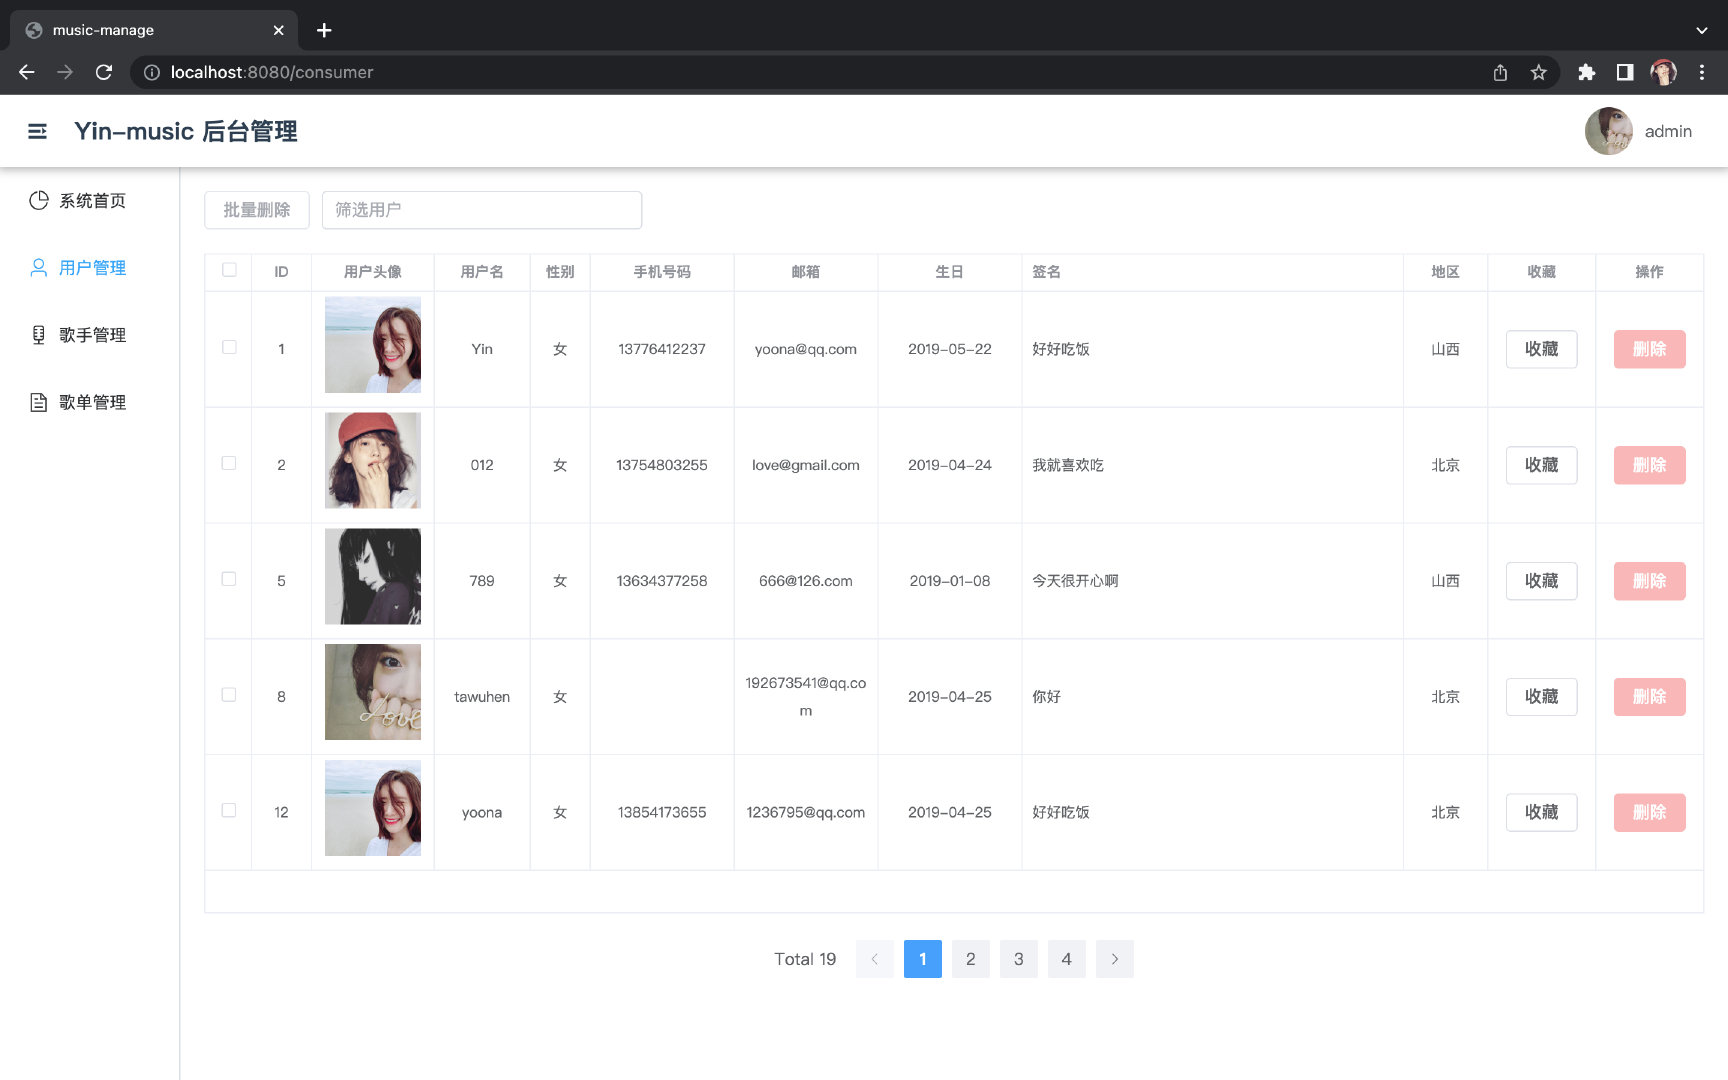 music-manage
localhost:8080/consumer
Yin-music 后台管理
admin
系统首页
用户管理
歌手管理
歌单管理
批量删除 筛选用户
ID 用户头像 用户名 性别 手机号码 邮箱 生日 签名 地区 收藏 操作
1 Yin 女 13776412237 yoona@qq.com 2019-05-22 好好吃饭 山西 收藏 删除
2 012 女 13754803255 love@gmail.com 2019-04-24 我就喜欢吃 北京 收藏 删除
5 789 女 13634377258 666@126.com 2019-01-08 今天很开心啊 山西 收藏 删除
Love
8 tawuhen 女 192673541@qq.co
m 2019-04-25 你好 北京 收藏 删除
12 yoona 女 13854173655 1236795@qq.com 2019-04-25 好好吃饭 北京 收藏 删除
Total 19 1 2 3 4